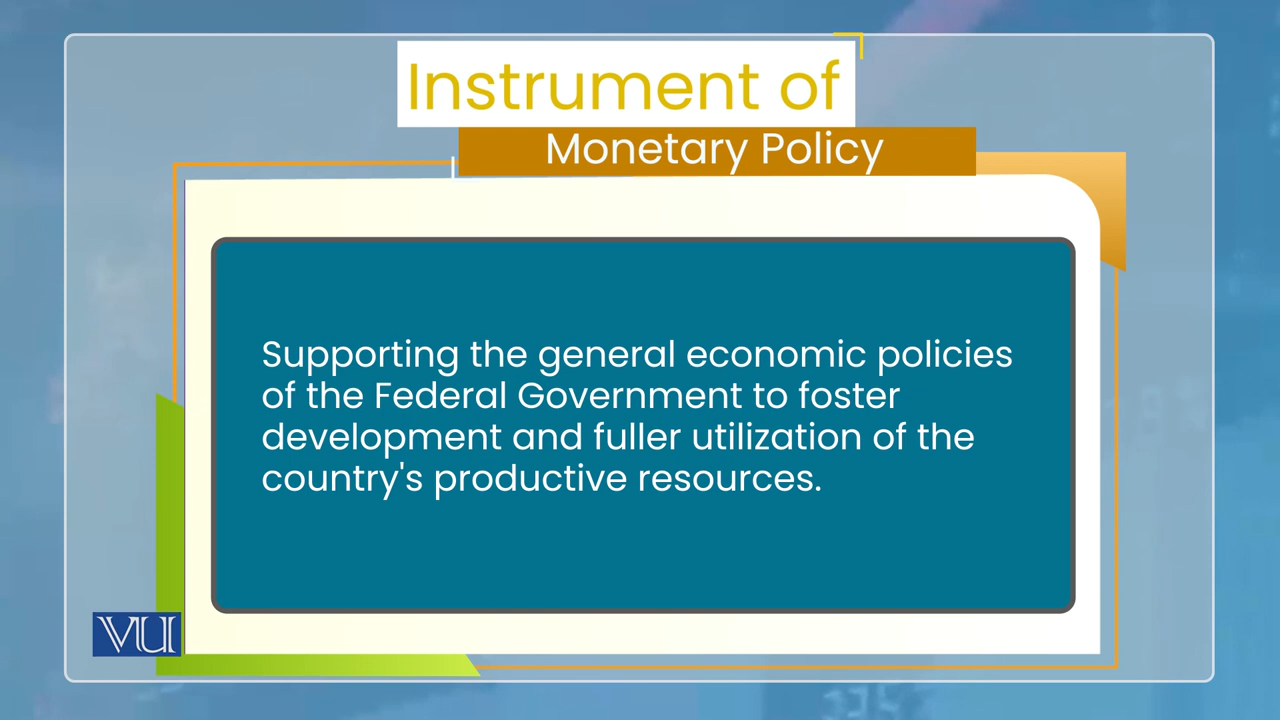 Instrument of
Monetary Policy
Supporting the general economic policies
of the Federal Government to foster
development and fuller utilization of the
country's productive resources.
VU